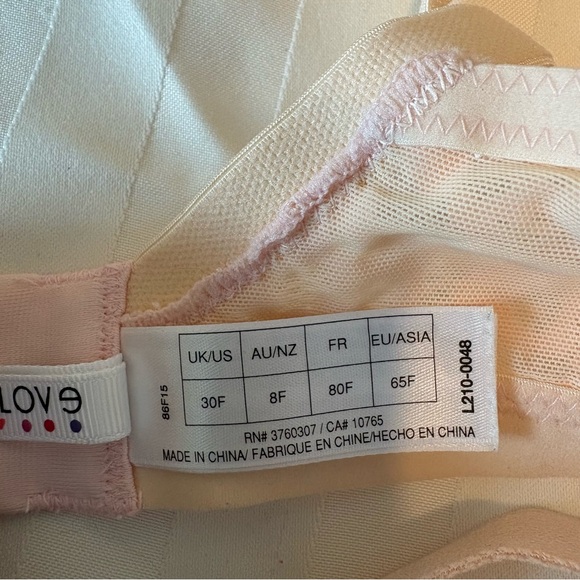 LOVE
86F15
UK/US AU/NZ FR EU/ASIA
30F 8F 80F 65F
L210-0048
RN# 3760307 / CA# 10765
MADE IN CHINA/ FABRIQUE EN CHINE/HECHO EN CHINA